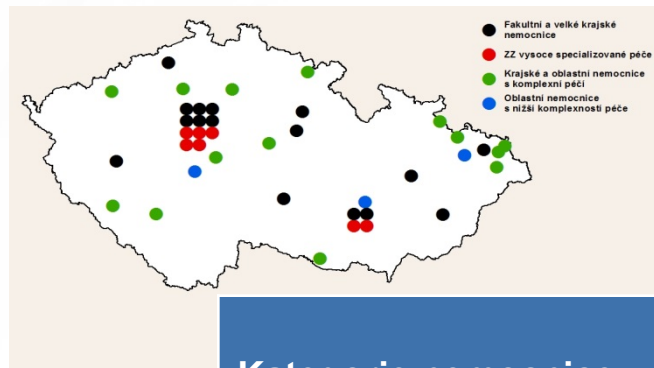 Fakultní a velké krajské
nemocnice
ZZ vysoce specializované péče
Krajské a oblastní nemocnice
s komplexní péčí
Oblastní nemocnice
s nižší komplexností péče